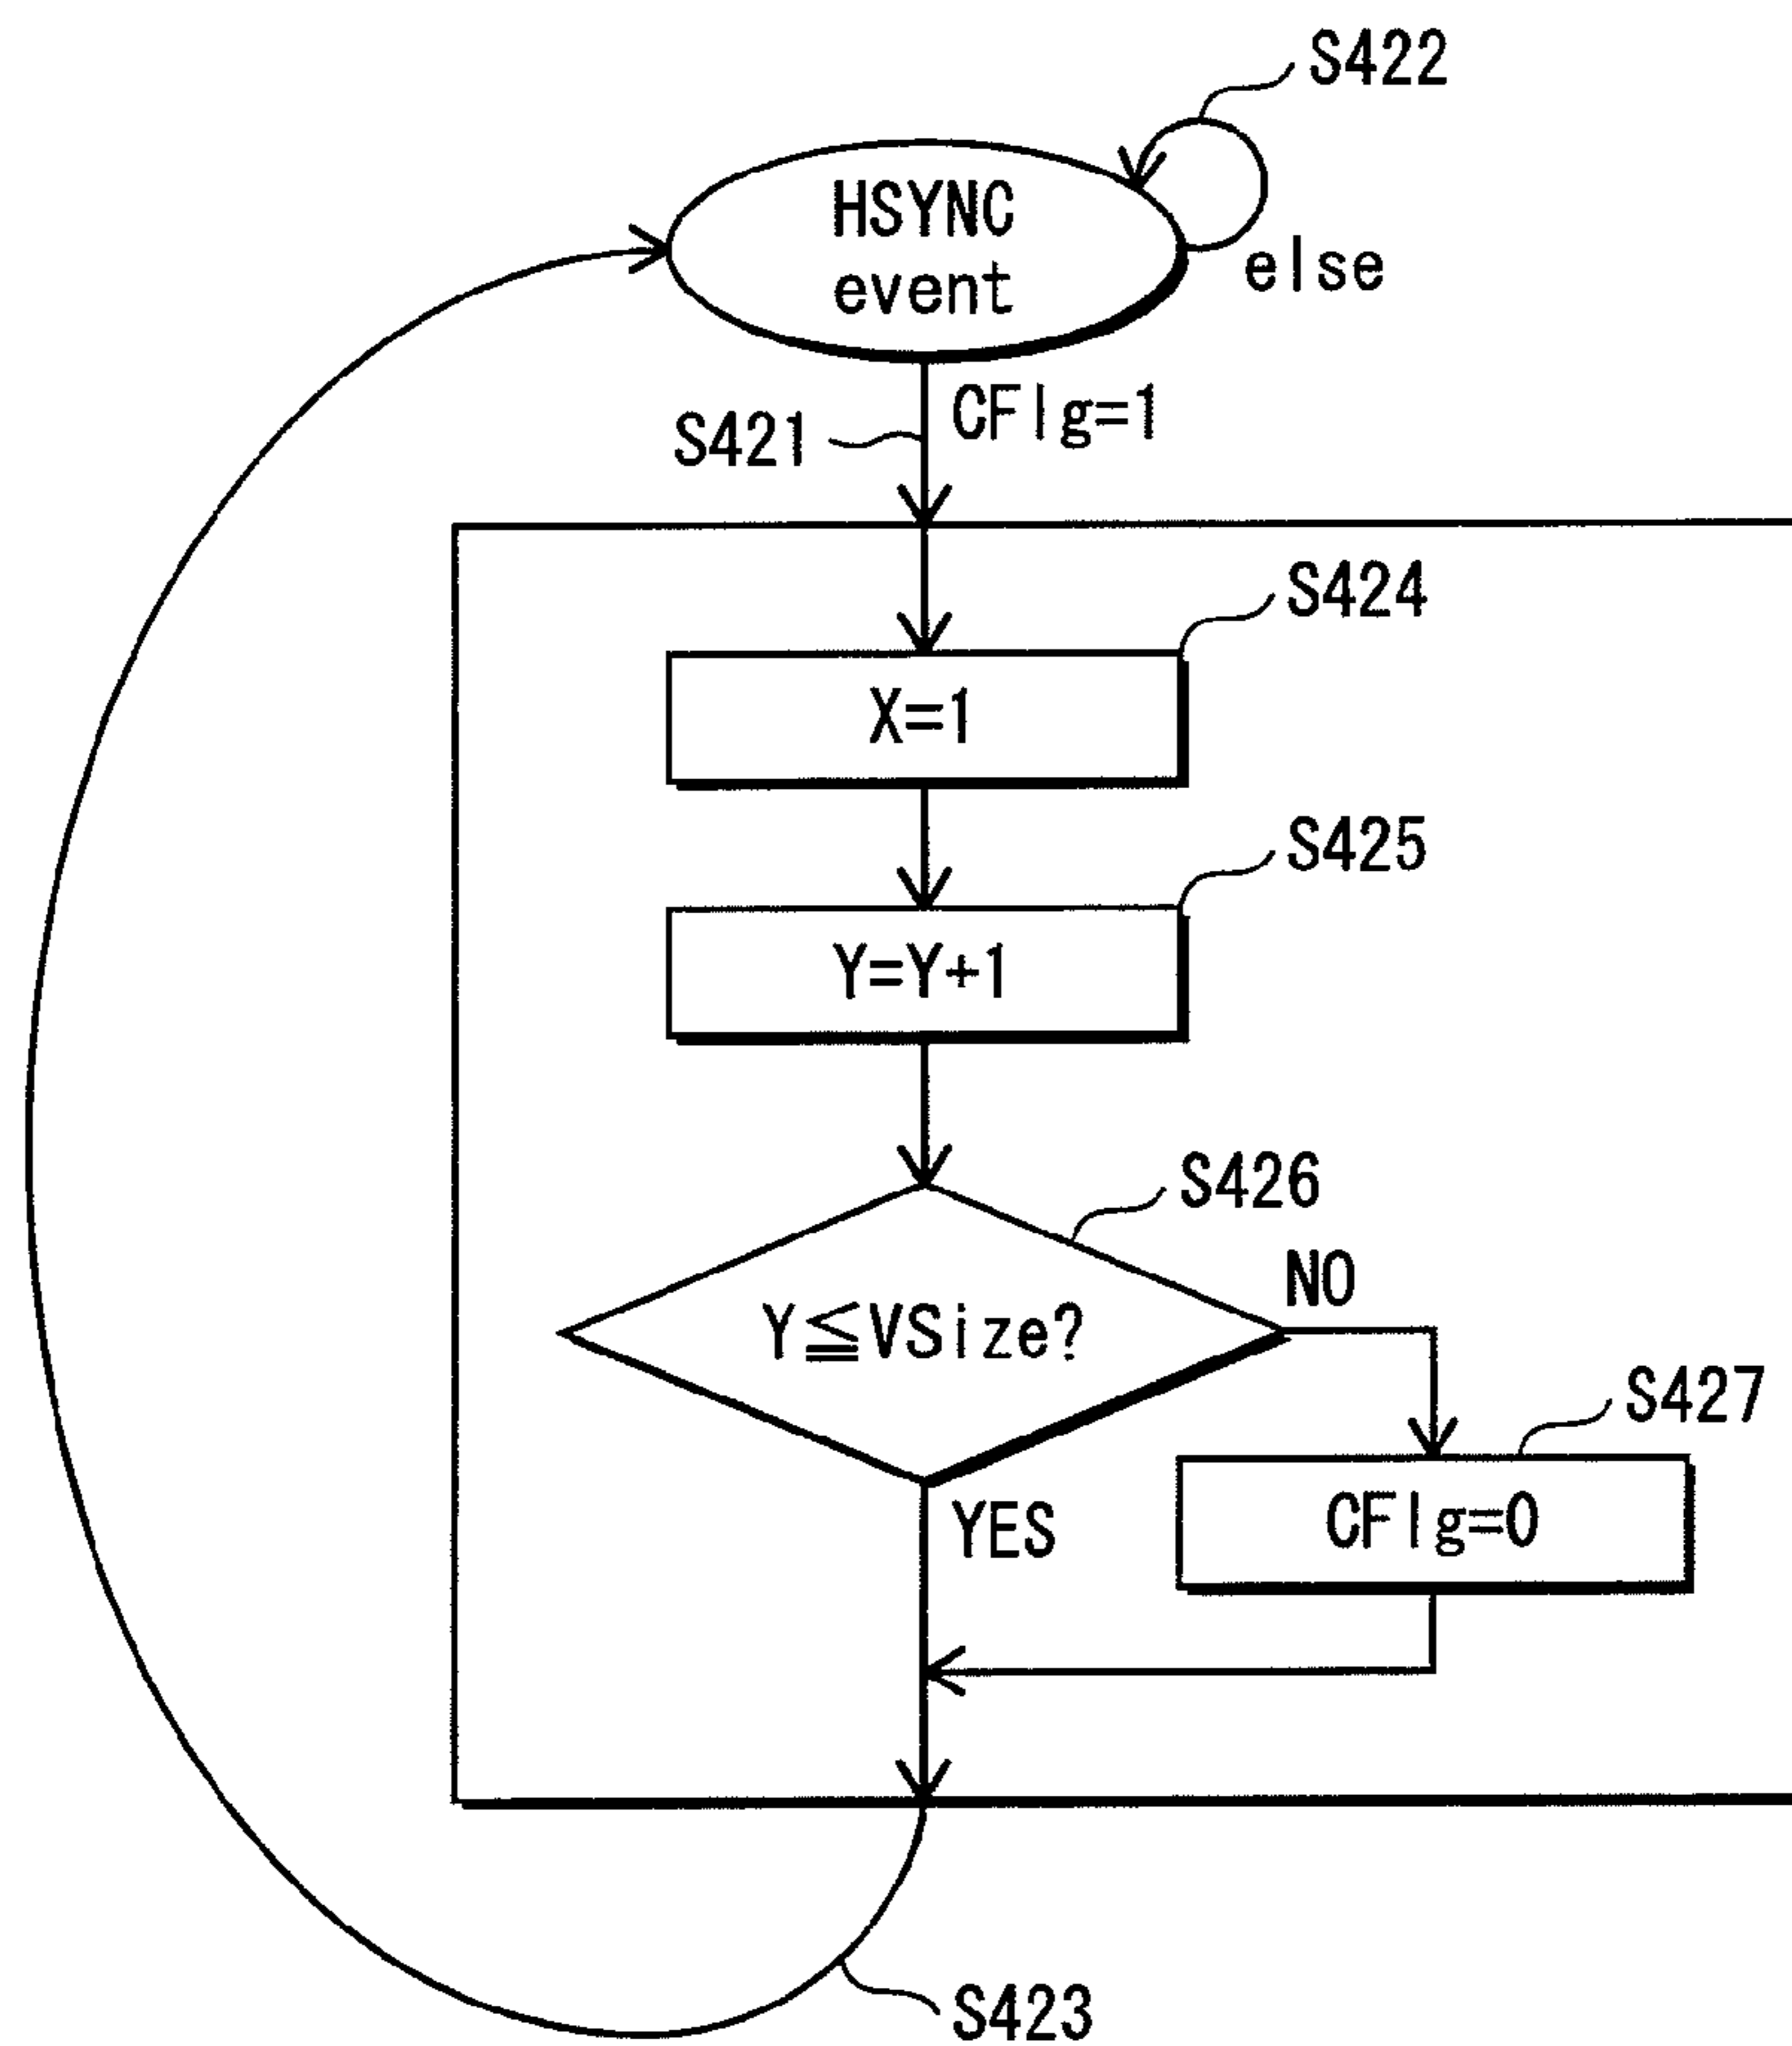 S422
HSYNC
event
else
CFlg=1
S421
S424
X=1
S425
Y=Y+1
S426
NO
Y≦VSize?
S427
CFlg=0
YES
S423